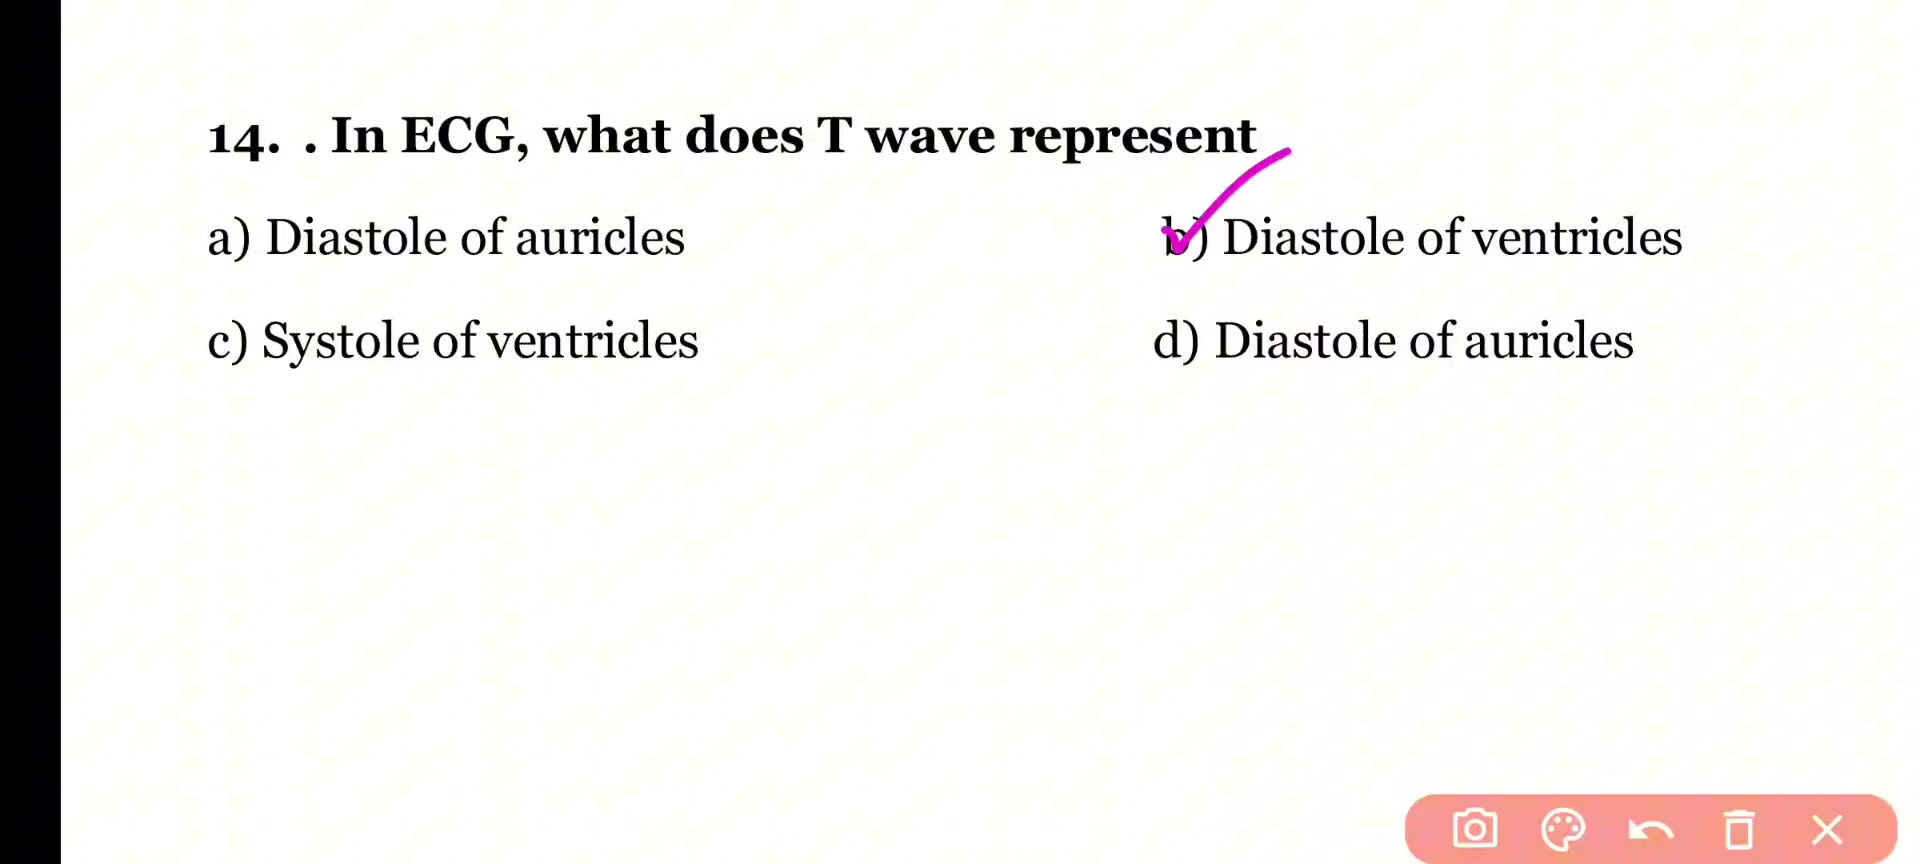 14. . In ECG, what does T wave represent
a) Diastole of auricles b) Diastole of ventricles
c) Systole of ventricles d) Diastole of auricles